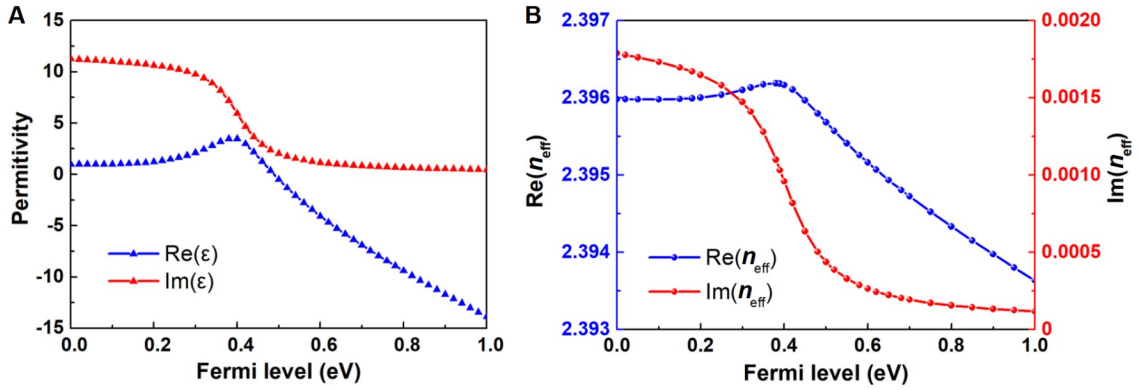 A
15
10
5
0
-5
-10
-15
Permitivity
Re(ε)
Im(ε)
0.0 0.2 0.4 0.6 0.8 1.0
Fermi level (eV)
B
2.397
2.396
2.395
2.394
2.393
Re(neff)
Re(neff)
Im(neff)
0.0 0.2 0.4 0.6 0.8 1.0
Fermi level (eV)
0.0020
0.0015
0.0010
0.0005
0
Im(neff)